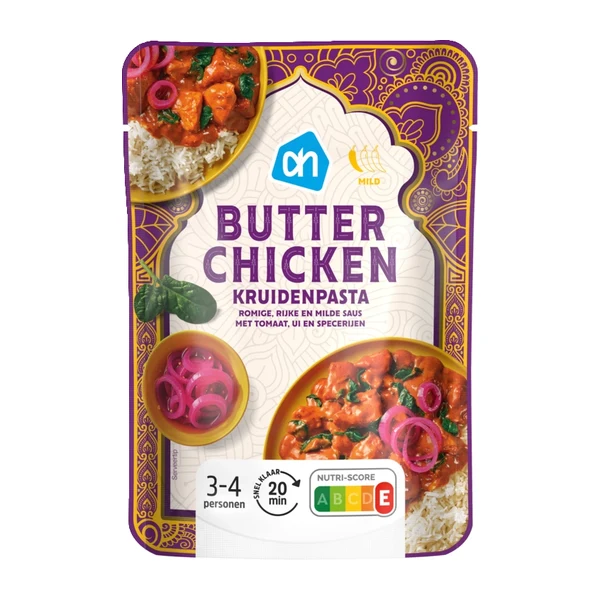 ah
MILD
BUTTER
CHICKEN
KRUIDENPASTA
ROMIGE, RIJKE EN MILDE SAUS
MET TOMAAT, UI EN SPECERIJEN
Serveertip
3-4
personen
SNEL KLAAR
20
min
NUTRI-SCORE
A B C D E